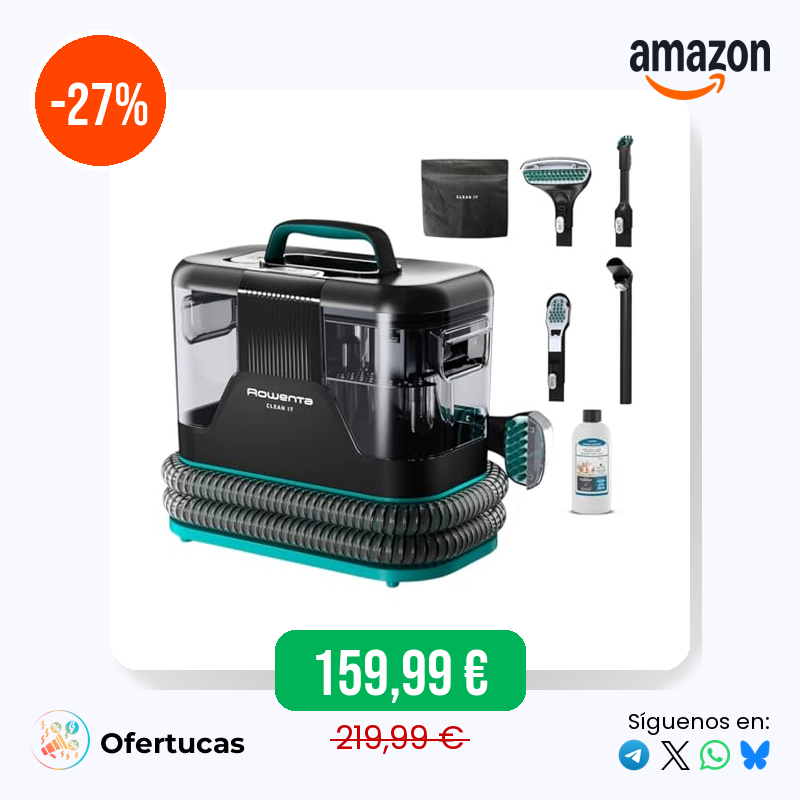 -27%
amazon
CLEAN IT
Rowenta
CLEAN IT
159,99 €
219,99 €
Ofertucas
Síguenos en: